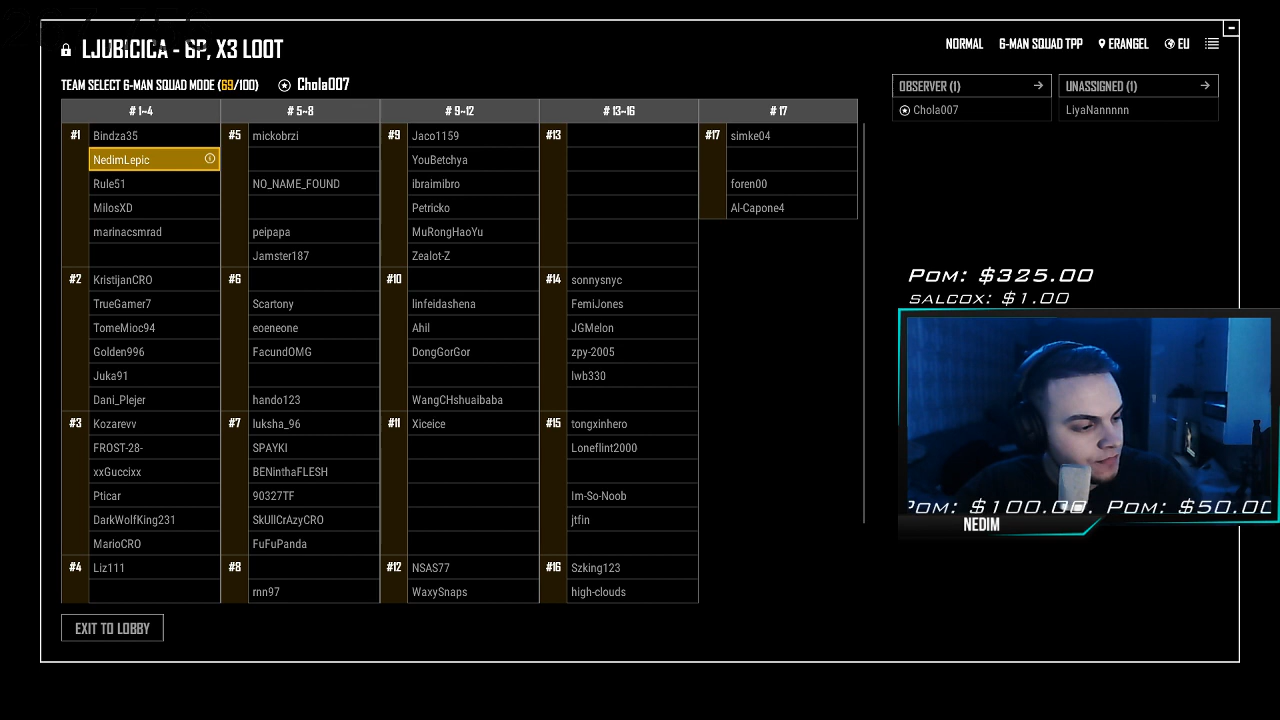 LJUBICICA - 6P, X3 LOOT
NORMAL 6-MAN SQUAD TPP ERANGEL EU
TEAM SELECT 6-MAN SQUAD MODE (69/100) Chola007
OBSERVER (1) UNASSIGNED (1)
Chola007 LiyaNannnnn
# 1~4 # 5~8 # 9~12 # 13~16 # 17
#1 Bindza35 #5 mickobrzi #9 Jaco1159 #13 #17 simke04
NedimLepic YouBetchya
Rule51 NO_NAME_FOUND ibraimibro foren00
MilosXD Petricko Al-Capone4
marinacsmrad peipapa MuRongHaoYu
Jamster187 Zealot-Z
#2 KristijanCRO #6 #10 #14 sonnysnyc
TrueGamer7 Scartony linfeidashena FemiJones
TomeMioc94 eoeneone Ahil JGMelon
Golden996 FacundOMG DongGorGor zpy-2005
Juka91 lwb330
Dani_Plejer hando123 WangCHshuaibaba
#3 Kozarevv #7 luksha_96 #11 Xiceice #15 tongxinhero
FROST-28- SPAYKI Loneflint2000
xxGuccixx BENinthaFLESH
Pticar 90327TF Im-So-Noob
DarkWolfKing231 SkUllCrAzyCRO jtfin
MarioCRO FuFuPanda
#4 Liz111 #8 #12 NSAS77 #16 Szking123
rnn97 WaxySnaps high-clouds
EXIT TO LOBBY
Pom: $325.00
salcox: $1.00
Pom: $100.00. Pom: $50.00
NEDIM